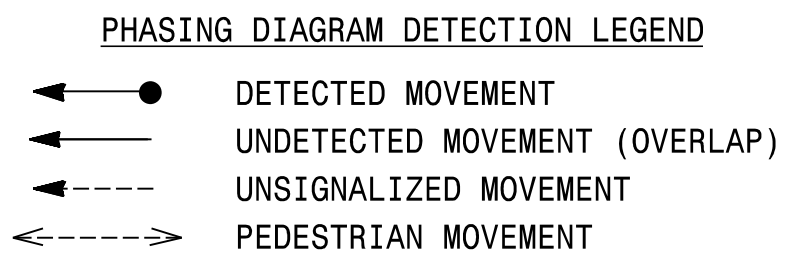 PHASING DIAGRAM DETECTION LEGEND
DETECTED MOVEMENT
UNDETECTED MOVEMENT (OVERLAP)
UNSIGNALIZED MOVEMENT
PEDESTRIAN MOVEMENT